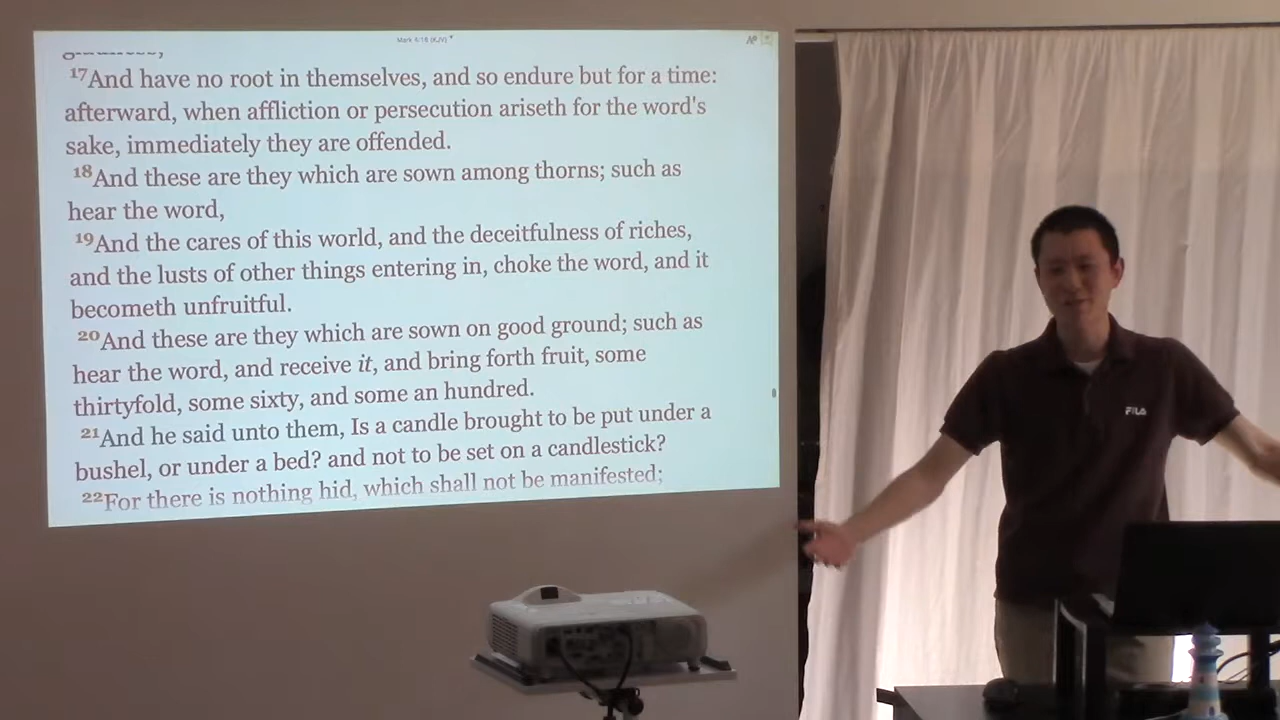 Mark 4:16 (KJV)
17And have no root in themselves, and so endure but for a time:
afterward, when affliction or persecution ariseth for the word's
sake, immediately they are offended.
18And these are they which are sown among thorns; such as
hear the word,
19And the cares of this world, and the deceitfulness of riches,
and the lusts of other things entering in, choke the word, and it
becometh unfruitful.
20And these are they which are sown on good ground; such as
hear the word, and receive it, and bring forth fruit, some
thirtyfold, some sixty, and some an hundred.
21And he said unto them, Is a candle brought to be put under a
bushel, or under a bed? and not to be set on a candlestick?
22For there is nothing hid, which shall not be manifested;
FILA